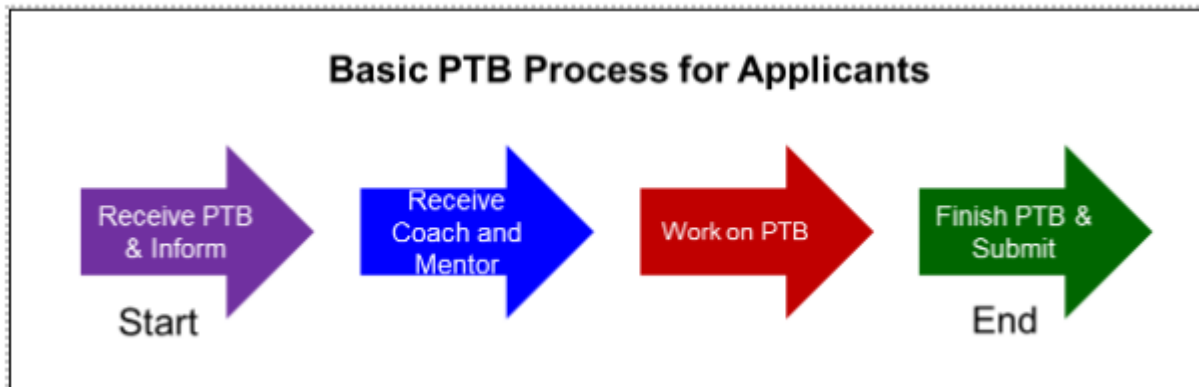 Basic PTB Process for Applicants
Receive PTB
& Inform
Receive
Coach and
Mentor
Work on PTB
Finish PTB &
Submit
Start
End